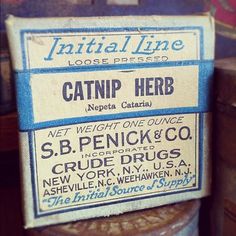 Initial Line
LOOSE PRESSED
CATNIP HERB
(Nepeta Cataria)
NET WEIGHT ONE OUNCE
S.B. PENICK & CO.
INCORPORATED
CRUDE DRUGS
NEW YORK, N.Y., U.S.A.
ASHEVILLE, N.C. WEEHAWKEN, N.J.
"The Initial Source of Supply"